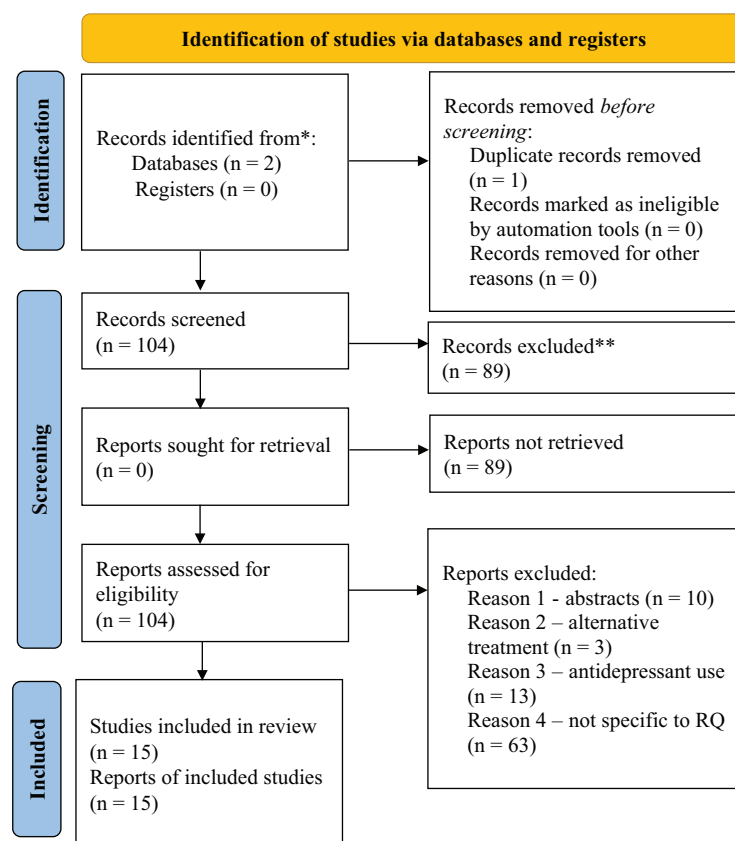 Identification of studies via databases and registers
Identification
Records identified from*:
Databases (n = 2)
Registers (n = 0)
Records removed before
screening:
Duplicate records removed
(n = 1)
Records marked as ineligible
by automation tools (n = 0)
Records removed for other
reasons (n = 0)
Screening
Records screened
(n = 104)
Records excluded**
(n = 89)
Reports sought for retrieval
(n = 0)
Reports not retrieved
(n = 89)
Reports assessed for
eligibility
(n = 104)
Reports excluded:
Reason 1 - abstracts (n = 10)
Reason 2 – alternative
treatment (n = 3)
Reason 3 – antidepressant use
(n = 13)
Reason 4 – not specific to RQ
(n = 63)
Included
Studies included in review
(n = 15)
Reports of included studies
(n = 15)